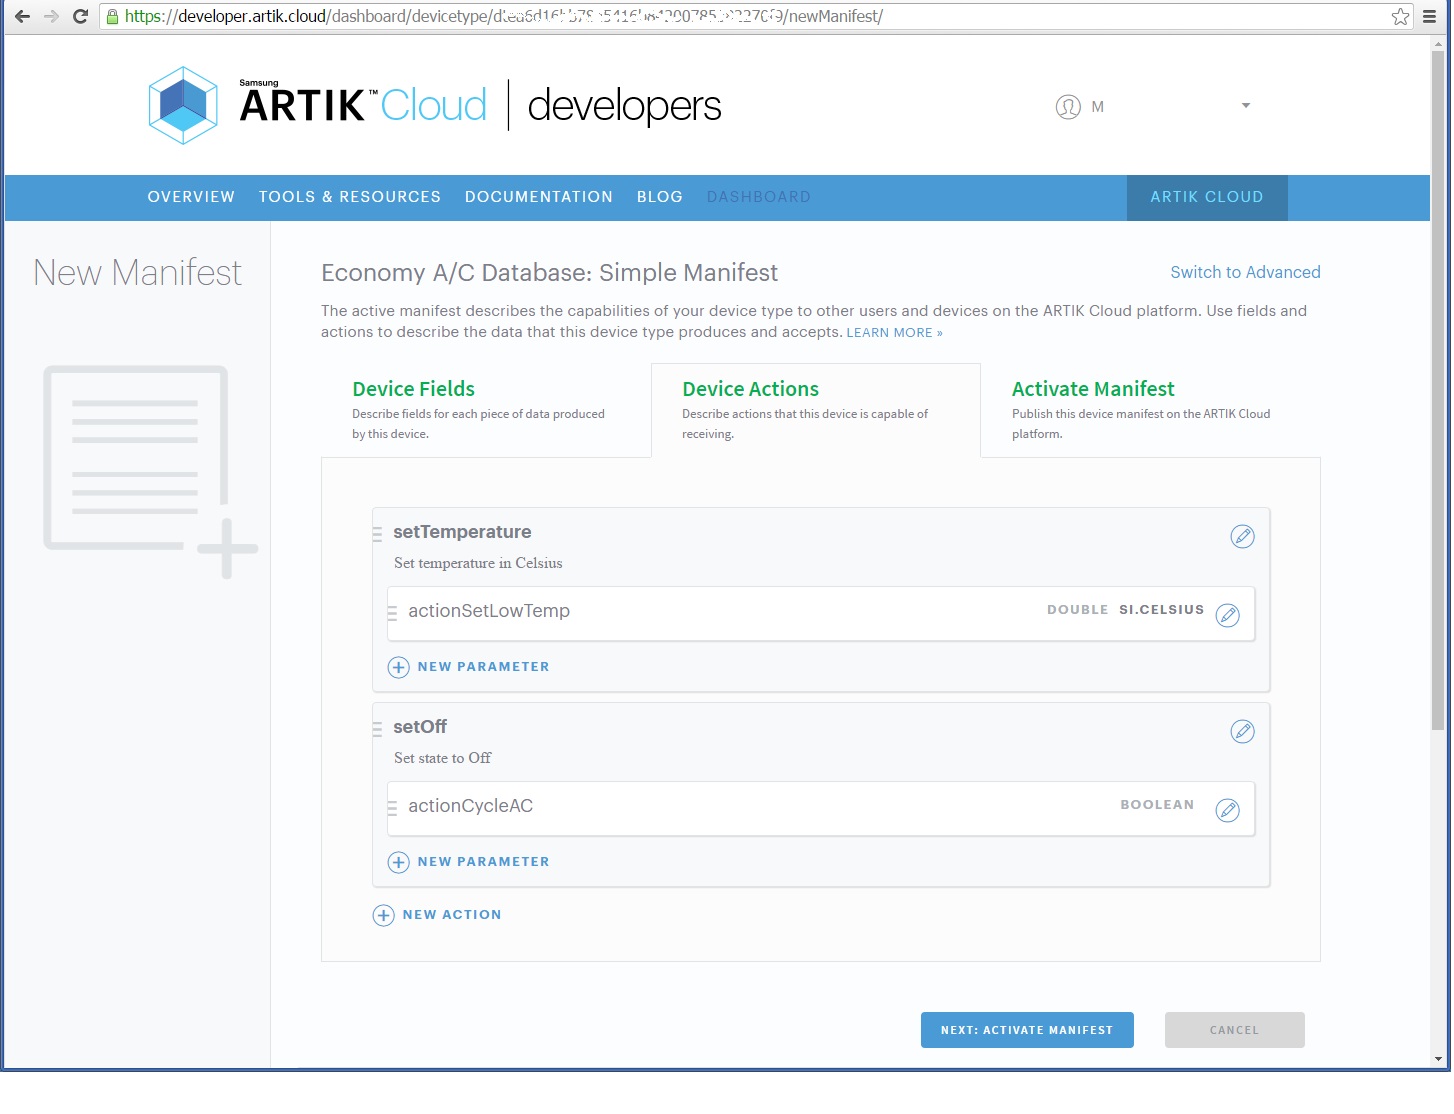 https://developer.artik.cloud/dashboard/devicetype/ /newManifest/
Samsung
ARTIK™ Cloud | developers
M
OVERVIEW TOOLS & RESOURCES DOCUMENTATION BLOG DASHBOARD ARTIK CLOUD
New Manifest
Economy A/C Database: Simple Manifest
Switch to Advanced
The active manifest describes the capabilities of your device type to other users and devices on the ARTIK Cloud platform. Use fields and
actions to describe the data that this device type produces and accepts. LEARN MORE »
Device Fields
Describe fields for each piece of data produced
by this device.
Device Actions
Describe actions that this device is capable of
receiving.
Activate Manifest
Publish this device manifest on the ARTIK Cloud
platform.
setTemperature
Set temperature in Celsius
actionSetLowTemp DOUBLE SI.CELSIUS
NEW PARAMETER
setOff
Set state to Off
actionCycleAC BOOLEAN
NEW PARAMETER
NEW ACTION
NEXT: ACTIVATE MANIFEST CANCEL